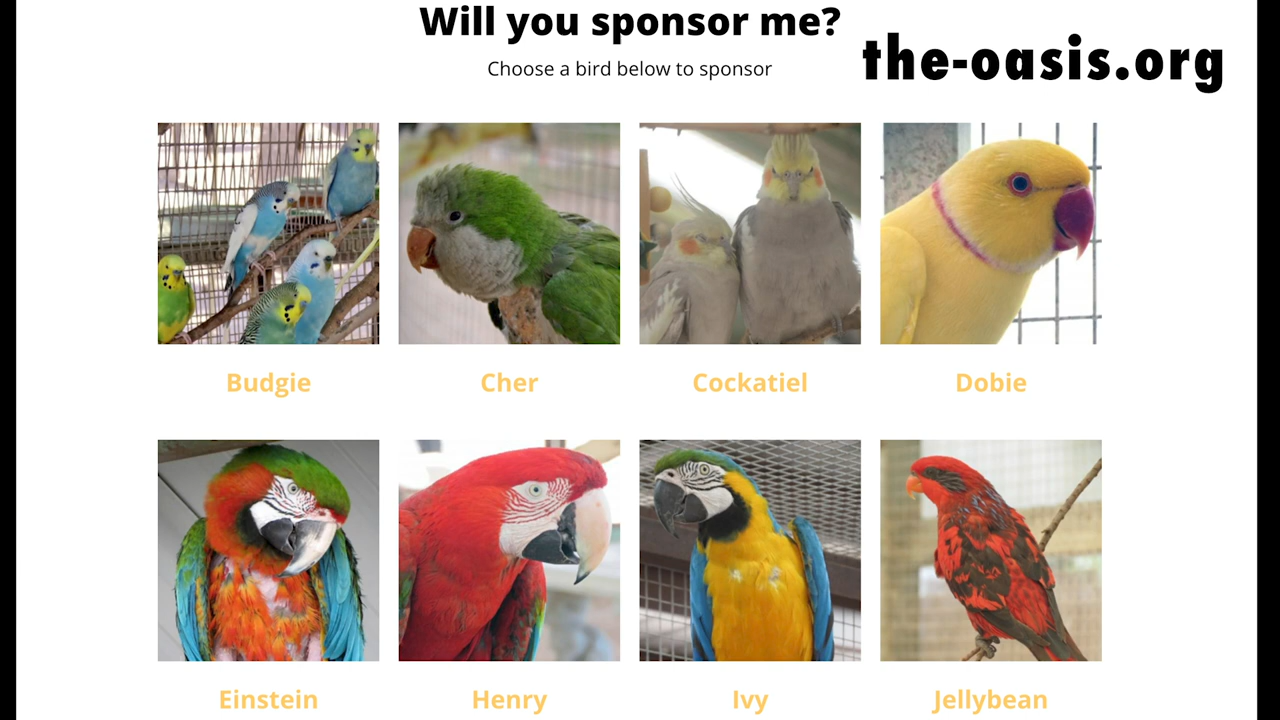 Will you sponsor me?
the-oasis.org
Choose a bird below to sponsor
Budgie
Cher
Cockatiel
Dobie
Einstein
Henry
Ivy
Jellybean